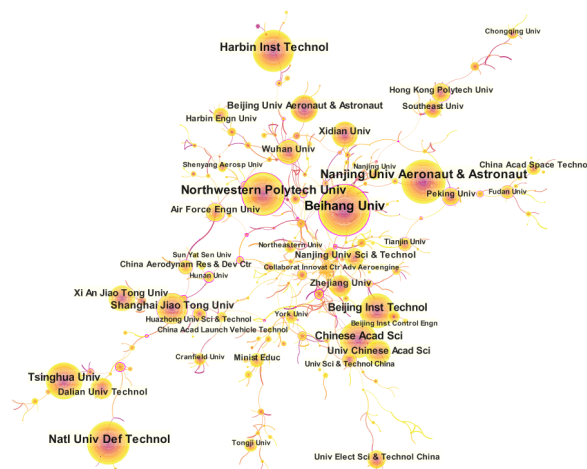 Chongqing Univ
Harbin Inst Technol
Hong Kong Polytech Univ
Southeast Univ
Beijing Univ Aeronaut & Astronaut
Harbin Engn Univ
Xidian Univ
Wuhan Univ
Shenyang Aerosp Univ
Nanjing Univ
China Acad Space Techno
Nanjing Univ Aeronaut & Astronaut
Northwestern Polytech Univ
Peking Univ
Fudan Univ
Beihang Univ
Air Force Engn Univ
Northeastern Univ
Tianjin Univ
Sun Yat Sen Univ
Nanjing Univ Sci & Technol
China Aerodynam Res & Dev Ctr
Collaborat Innovat Ctr Adv Aeroengine
Hunan Univ
Zhejiang Univ
Xi An Jiao Tong Univ
Shanghai Jiao Tong Univ
Beijing Inst Technol
Huazhong Univ Sci & Technol
York Univ
Beijing Inst Control Engn
China Acad Launch Vehicle Technol
Chinese Acad Sci
Univ Chinese Acad Sci
Cranfield Univ
Minist Educ
Univ Sci & Technol China
Tsinghua Univ
Dalian Univ Technol
Natl Univ Def Technol
Tongji Univ
Univ Elect Sci & Technol China